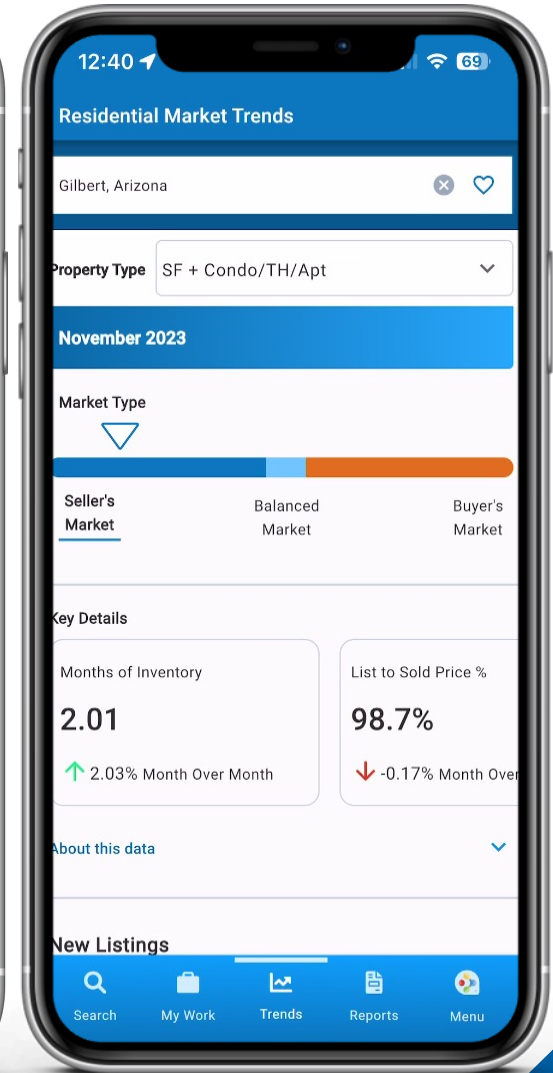 12:40
69
Residential Market Trends
Gilbert, Arizona
Property Type
SF + Condo/TH/Apt
November 2023
Market Type
Seller's
Market
Balanced
Market
Buyer's
Market
Key Details
Months of Inventory
2.01
2.03% Month Over Month
List to Sold Price %
98.7%
-0.17% Month Over
About this data
New Listings
Search
My Work
Trends
Reports
Menu